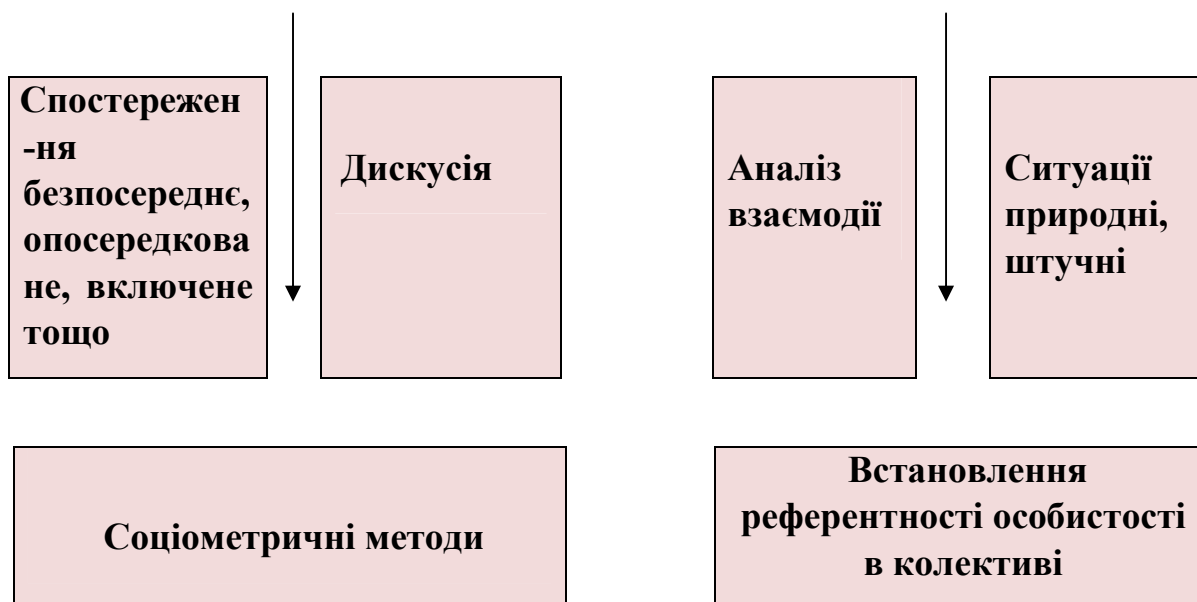 Спостережен
-ня
безпосереднє,
опосередкова
не, включене
тощо
Дискусія
Аналіз
взаємодії
Ситуації
природні,
штучні
Соціометричні методи
Встановлення
референтності особистості
в колективі